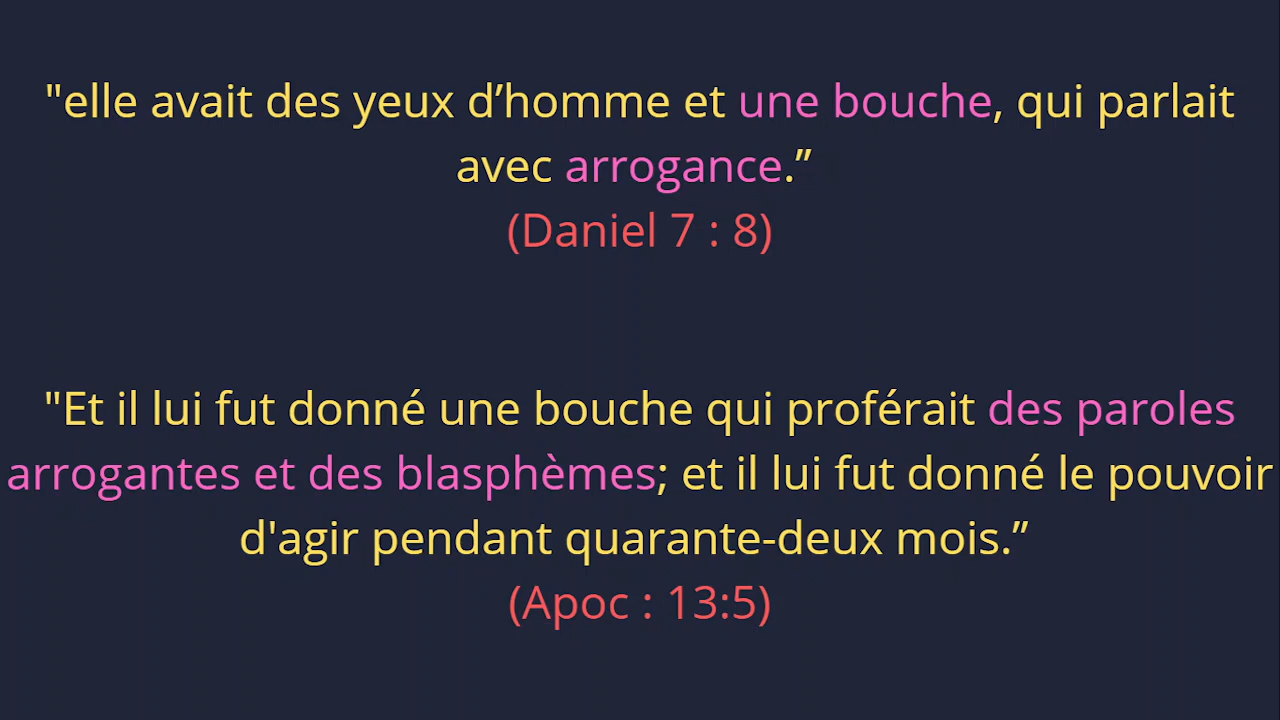 "elle avait des yeux d’homme et une bouche, qui parlait
avec arrogance.”
(Daniel 7 : 8)
"Et il lui fut donné une bouche qui proférait des paroles
arrogantes et des blasphèmes; et il lui fut donné le pouvoir
d'agir pendant quarante-deux mois.”
(Apoc : 13:5)